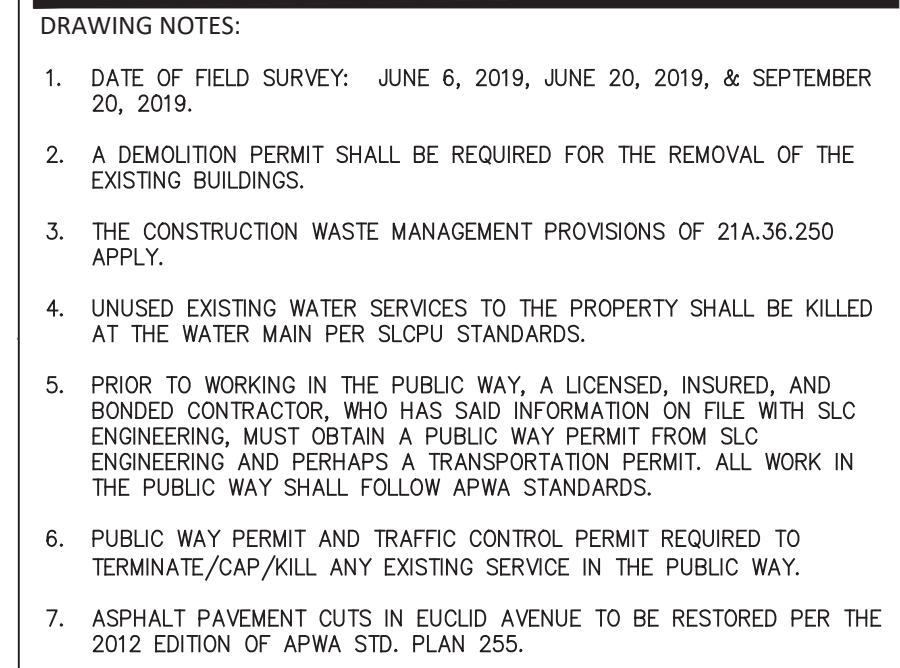 DRAWING NOTES:
1. DATE OF FIELD SURVEY: JUNE 6, 2019, JUNE 20, 2019, & SEPTEMBER
20, 2019.
2. A DEMOLITION PERMIT SHALL BE REQUIRED FOR THE REMOVAL OF THE
EXISTING BUILDINGS.
3. THE CONSTRUCTION WASTE MANAGEMENT PROVISIONS OF 21A.36.250
APPLY.
4. UNUSED EXISTING WATER SERVICES TO THE PROPERTY SHALL BE KILLED
AT THE WATER MAIN PER SLCPU STANDARDS.
5. PRIOR TO WORKING IN THE PUBLIC WAY, A LICENSED, INSURED, AND
BONDED CONTRACTOR, WHO HAS SAID INFORMATION ON FILE WITH SLC
ENGINEERING, MUST OBTAIN A PUBLIC WAY PERMIT FROM SLC
ENGINEERING AND PERHAPS A TRANSPORTATION PERMIT. ALL WORK IN
THE PUBLIC WAY SHALL FOLLOW APWA STANDARDS.
6. PUBLIC WAY PERMIT AND TRAFFIC CONTROL PERMIT REQUIRED TO
TERMINATE/CAP/KILL ANY EXISTING SERVICE IN THE PUBLIC WAY.
7. ASPHALT PAVEMENT CUTS IN EUCLID AVENUE TO BE RESTORED PER THE
2012 EDITION OF APWA STD. PLAN 255.